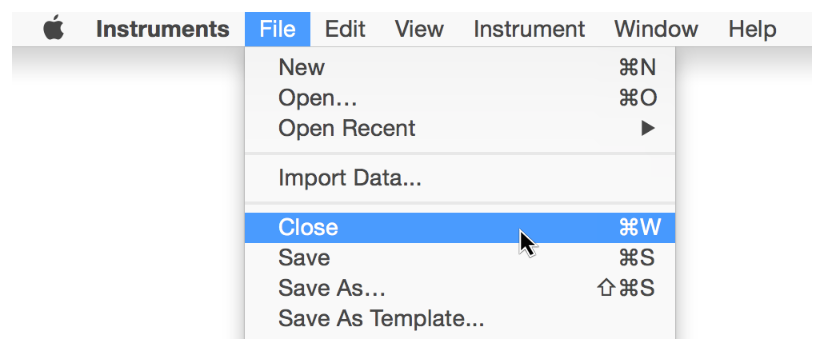 Instruments File Edit View Instrument Window Help
New ⌘N
Open... ⌘O
Open Recent ▶
Import Data...
Close ⌘W
Save ⌘S
Save As... ⇧⌘S
Save As Template...